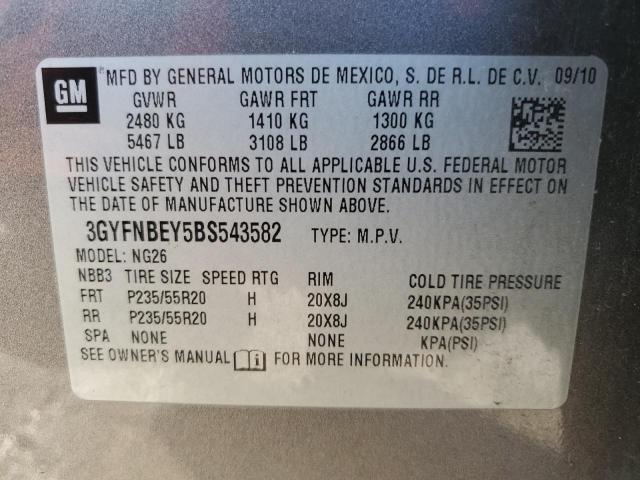 GM MFD BY GENERAL MOTORS DE MEXICO, S. DE R.L. DE C.V. 09/10
GVWR GAWR FRT GAWR RR
2480 KG 1410 KG 1300 KG
5467 LB 3108 LB 2866 LB
THIS VEHICLE CONFORMS TO ALL APPLICABLE U.S. FEDERAL MOTOR
VEHICLE SAFETY AND THEFT PREVENTION STANDARDS IN EFFECT ON
THE DATE OF MANUFACTURE SHOWN ABOVE.
3GYFNBEY5BS543582 TYPE: M.P.V.
MODEL: NG26
NBB3 TIRE SIZE SPEED RTG RIM COLD TIRE PRESSURE
FRT P235/55R20 H 20X8J 240KPA(35PSI)
RR P235/55R20 H 20X8J 240KPA(35PSI)
SPA NONE NONE KPA(PSI)
SEE OWNER'S MANUAL FOR MORE INFORMATION.